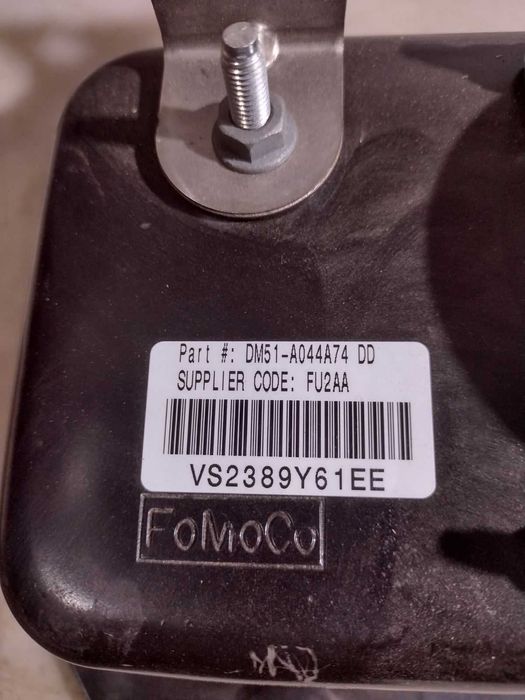 Part #: DM51-A044A74 DD
SUPPLIER CODE: FU2AA
VS2389Y61EE
FoMoCo